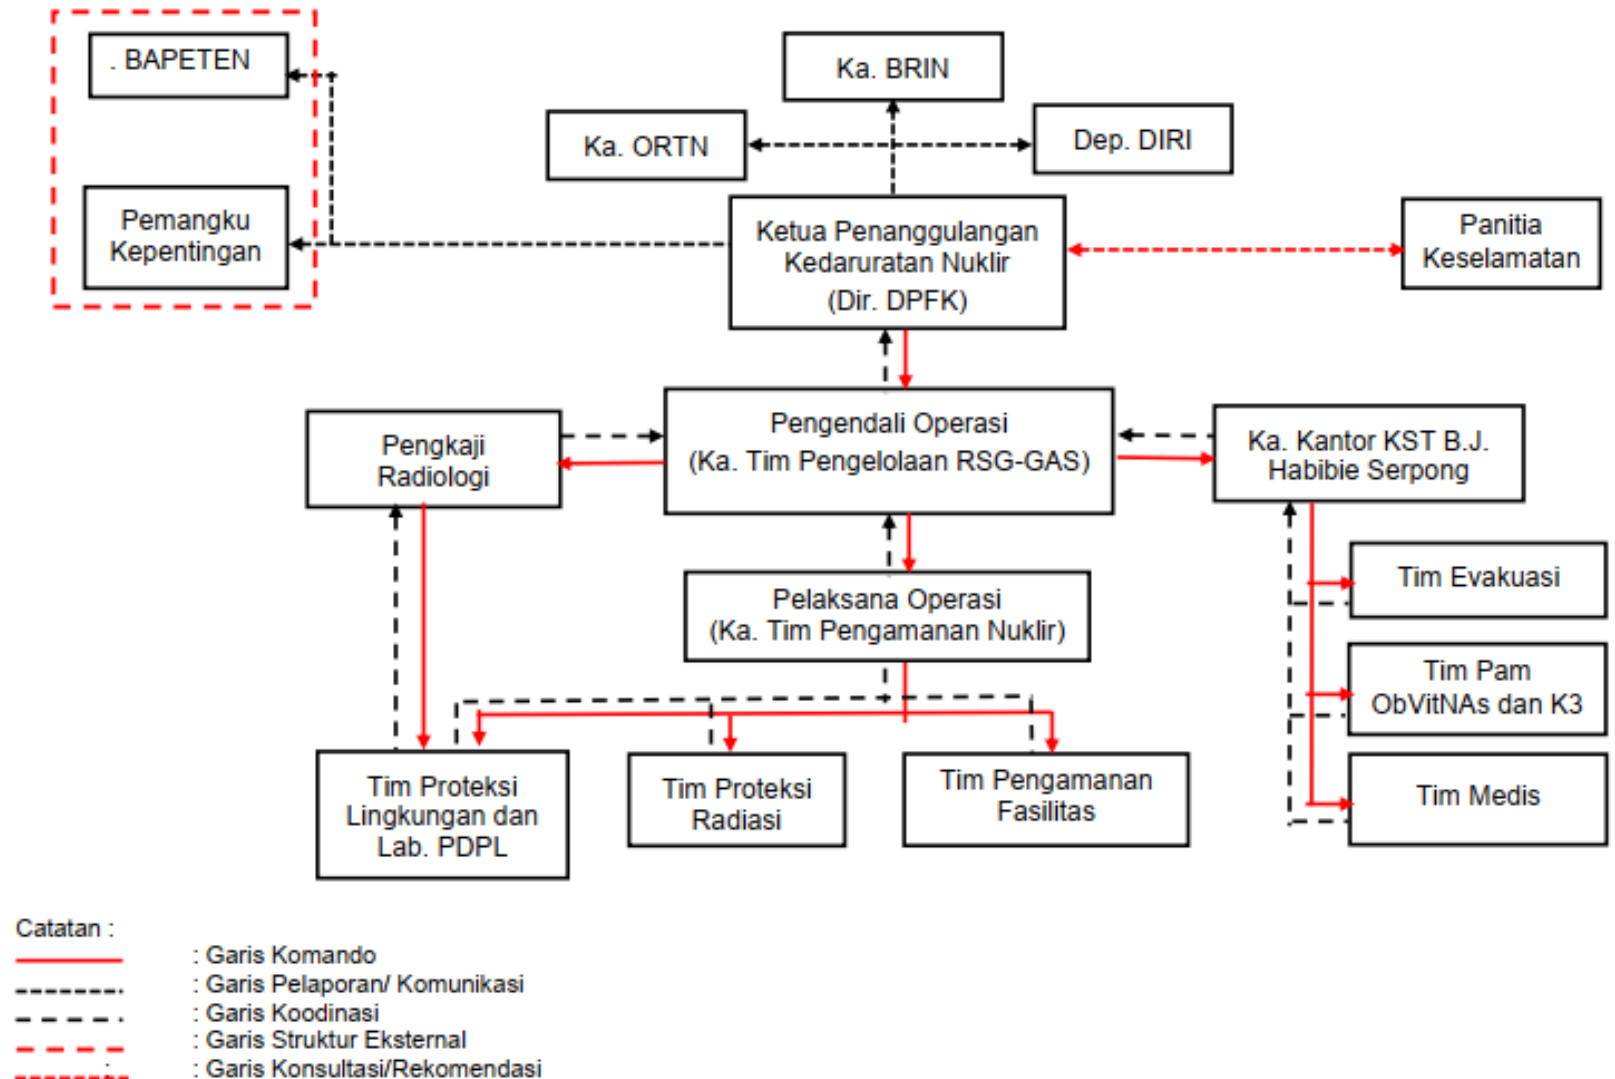 . BAPETEN
Ka. BRIN
Ka. ORTN
Dep. DIRI
Pemangku
Kepentingan
Ketua Penanggulangan
Kedaruratan Nuklir
(Dir. DPFK)
Panitia
Keselamatan
Pengkaji
Radiologi
Pengendali Operasi
(Ka. Tim Pengelolaan RSG-GAS)
Ka. Kantor KST B.J.
Habibie Serpong
Tim Evakuasi
Pelaksana Operasi
(Ka. Tim Pengamanan Nuklir)
Tim Pam
ObVitNAs dan K3
Tim Proteksi
Lingkungan dan
Lab. PDPL
Tim Proteksi
Radiasi
Tim Pengamanan
Fasilitas
Tim Medis
Catatan :
: Garis Komando
: Garis Pelaporan/ Komunikasi
: Garis Koodinasi
: Garis Struktur Eksternal
: : Garis Konsultasi/Rekomendasi